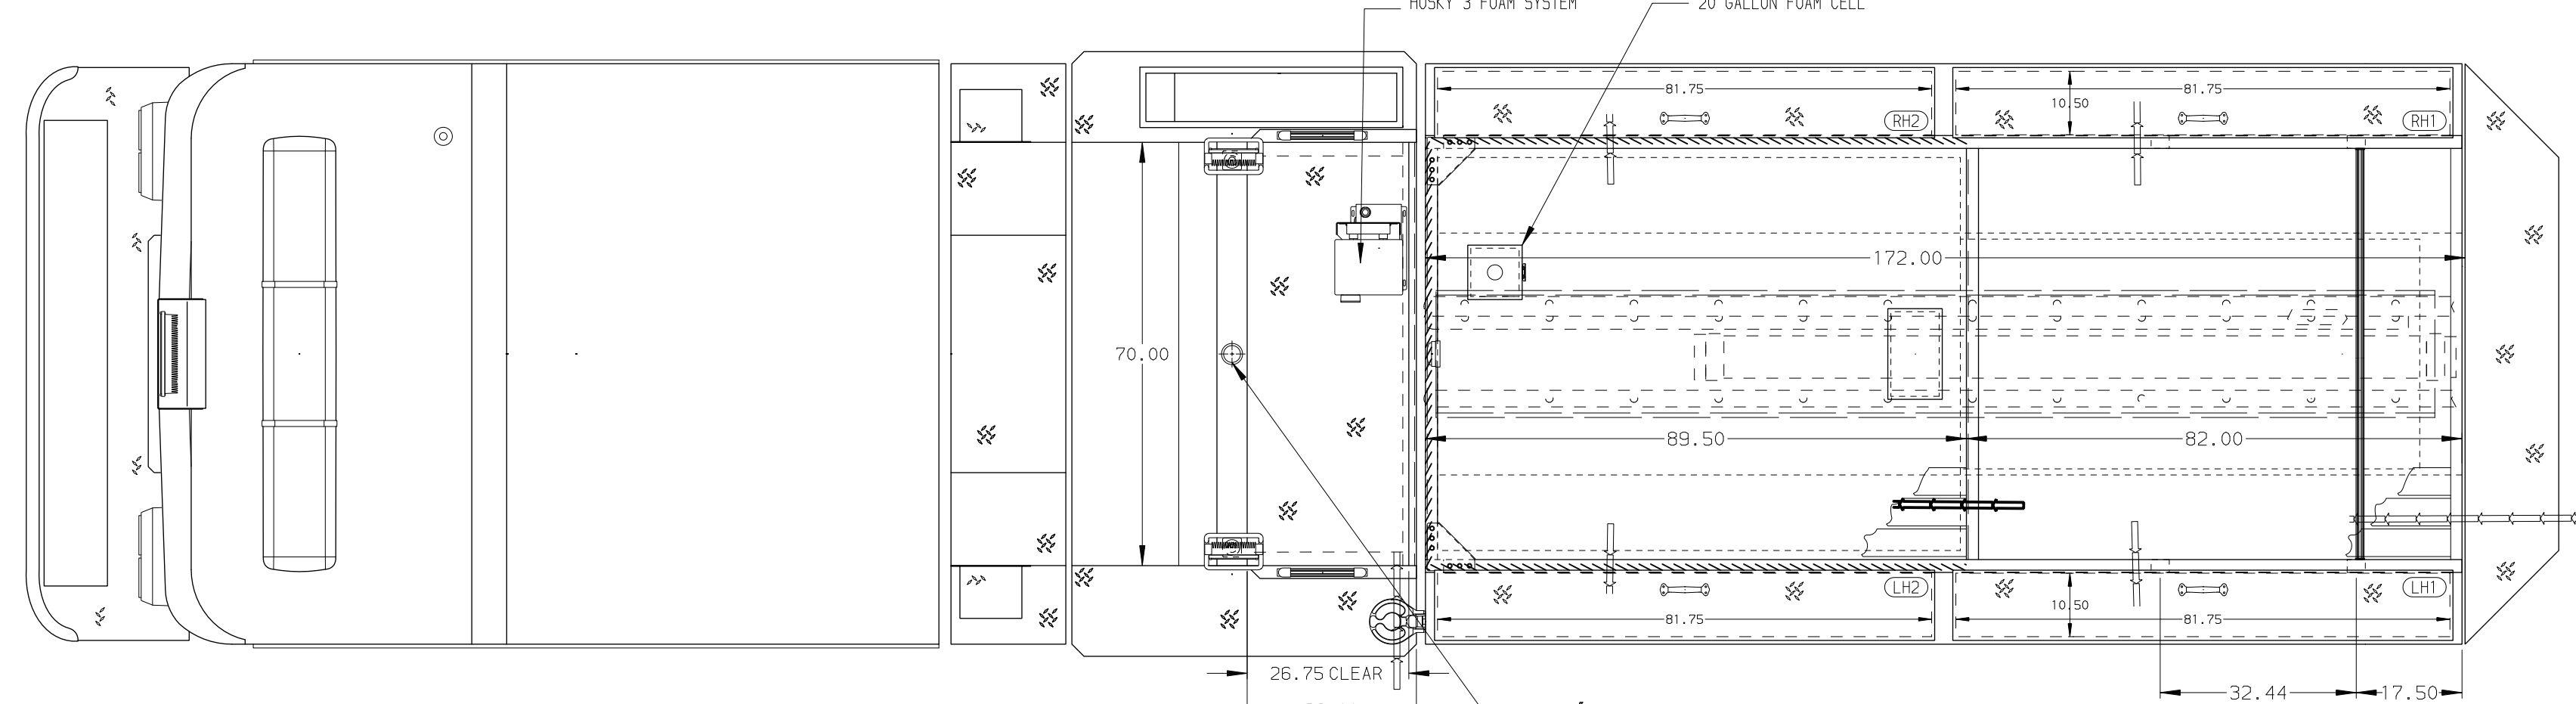 HUSKY 3 FOAM SYSTEM
20 GALLON FOAM CELL
81.75
10.50
81.75
RH2
RH1
172.00
70.00
89.50
82.00
LH2
LH1
10.50
81.75
81.75
26.75 CLEAR
32.44
17.50